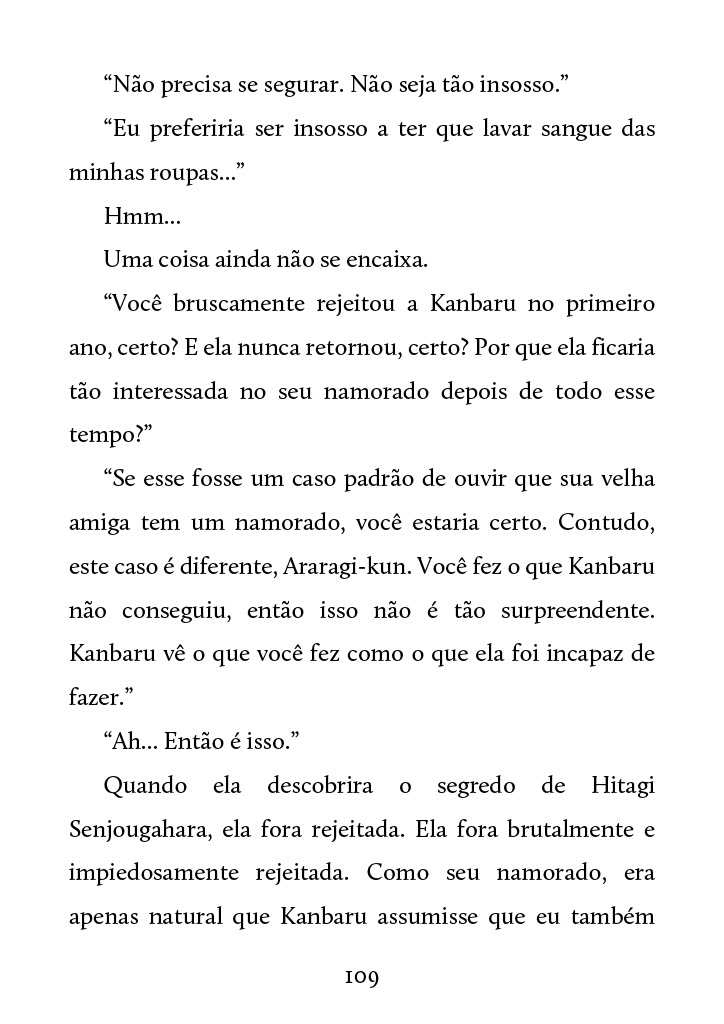 “Não precisa se segurar. Não seja tão insosso.”
“Eu preferiria ser insosso a ter que lavar sangue das
minhas roupas...”
Hmm...
Uma coisa ainda não se encaixa.
“Você bruscamente rejeitou a Kanbaru no primeiro
ano, certo? E ela nunca retornou, certo? Por que ela ficaria
tão interessada no seu namorado depois de todo esse
tempo?”
“Se esse fosse um caso padrão de ouvir que sua velha
amiga tem um namorado, você estaria certo. Contudo,
este caso é diferente, Araragi-kun. Você fez o que Kanbaru
não conseguiu, então isso não é tão surpreendente.
Kanbaru vê o que você fez como o que ela foi incapaz de
fazer.”
“Ah... Então é isso.”
Quando ela descobrira o segredo de Hitagi
Senjougahara, ela fora rejeitada. Ela fora brutalmente e
impiedosamente rejeitada. Como seu namorado, era
apenas natural que Kanbaru assumisse que eu também
109